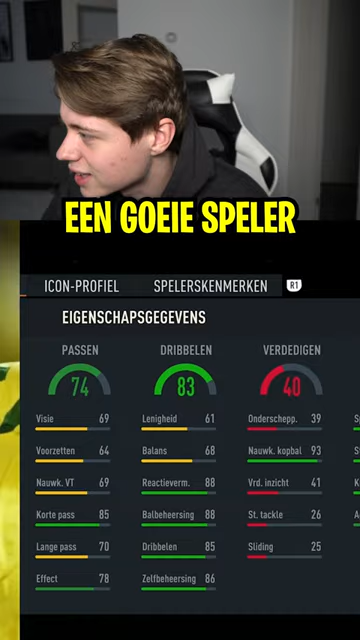 EEN GOEIE SPELER
ICON-PROFIEL SPELERSKENMERKEN R1
EIGENSCHAPSGEGEVENS
PASSEN DRIBBELEN VERDEDIGEN
74 83 40
Visie 69 Lenigheid 61 Onderschepp. 39
Voorzetten 64 Balans 68 Nauwk. kopbal 93
Nauwk. VT 69 Reactieverm. 88 Vrd. inzicht 41
Korte pass 85 Balbeheersing 88 St. tackle 26
Lange pass 70 Dribbelen 85 Sliding 25
Effect 78 Zelfbeheersing 86